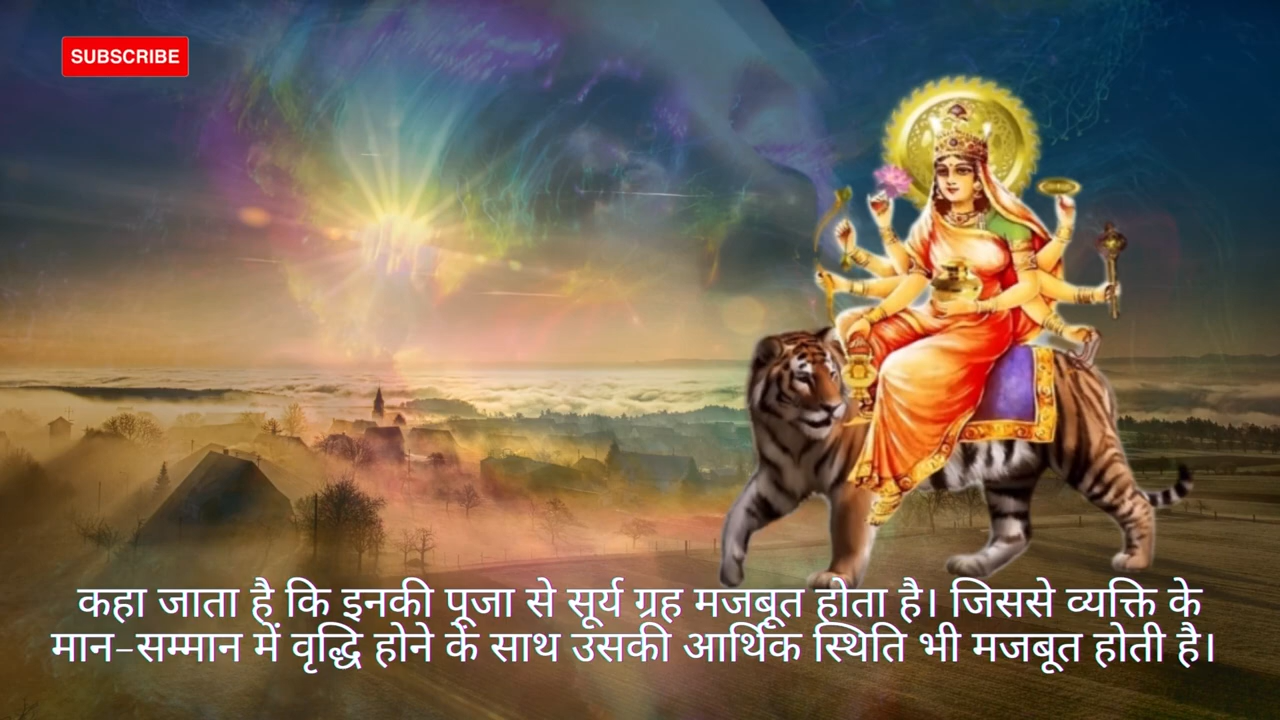 SUBSCRIBE
कहा जाता है कि इनकी पूजा से सूर्य ग्रह मजबूत होता है। जिससे व्यक्ति के
मान-सम्मान में वृद्धि होने के साथ उसकी आर्थिक स्थिति भी मजबूत होती है।